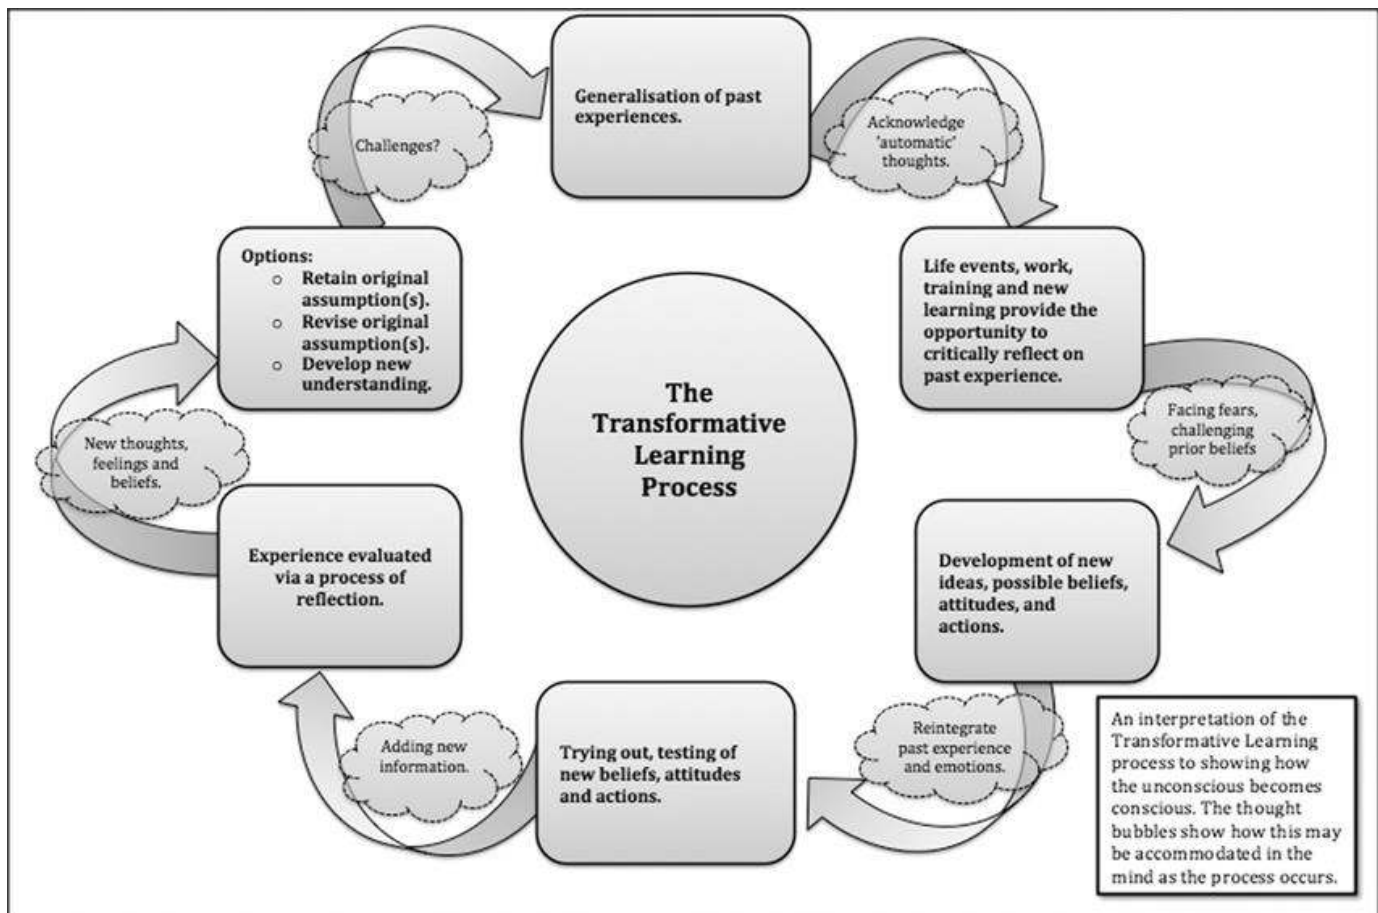 Generalisation of past
experiences.
Acknowledge
'automatic'
thoughts.
Life events, work,
training and new
learning provide the
opportunity to
critically reflect on
past experience.
Facing fears,
challenging
prior beliefs
Development of new
ideas, possible beliefs,
attitudes, and
actions.
Reintegrate
past experience
and emotions.
Trying out, testing of
new beliefs, attitudes
and actions.
Adding new
information.
Experience evaluated
via a process of
reflection.
New thoughts,
feelings and
beliefs.
Options:
o Retain original
assumption(s).
o Revise original
assumption(s).
o Develop new
understanding.
Challenges?
The
Transformative
Learning
Process
An interpretation of the
Transformative Learning
process to showing how
the unconscious becomes
conscious. The thought
bubbles show how this may
be accommodated in the
mind as the process occurs.